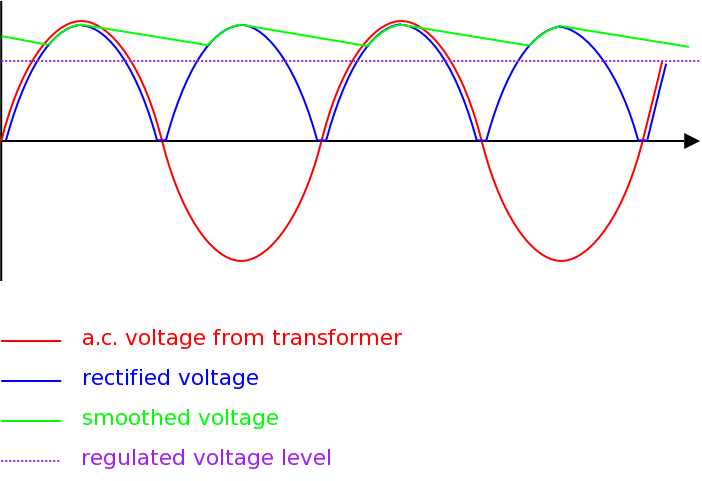 a.c. voltage from transformer
rectified voltage
smoothed voltage
regulated voltage level